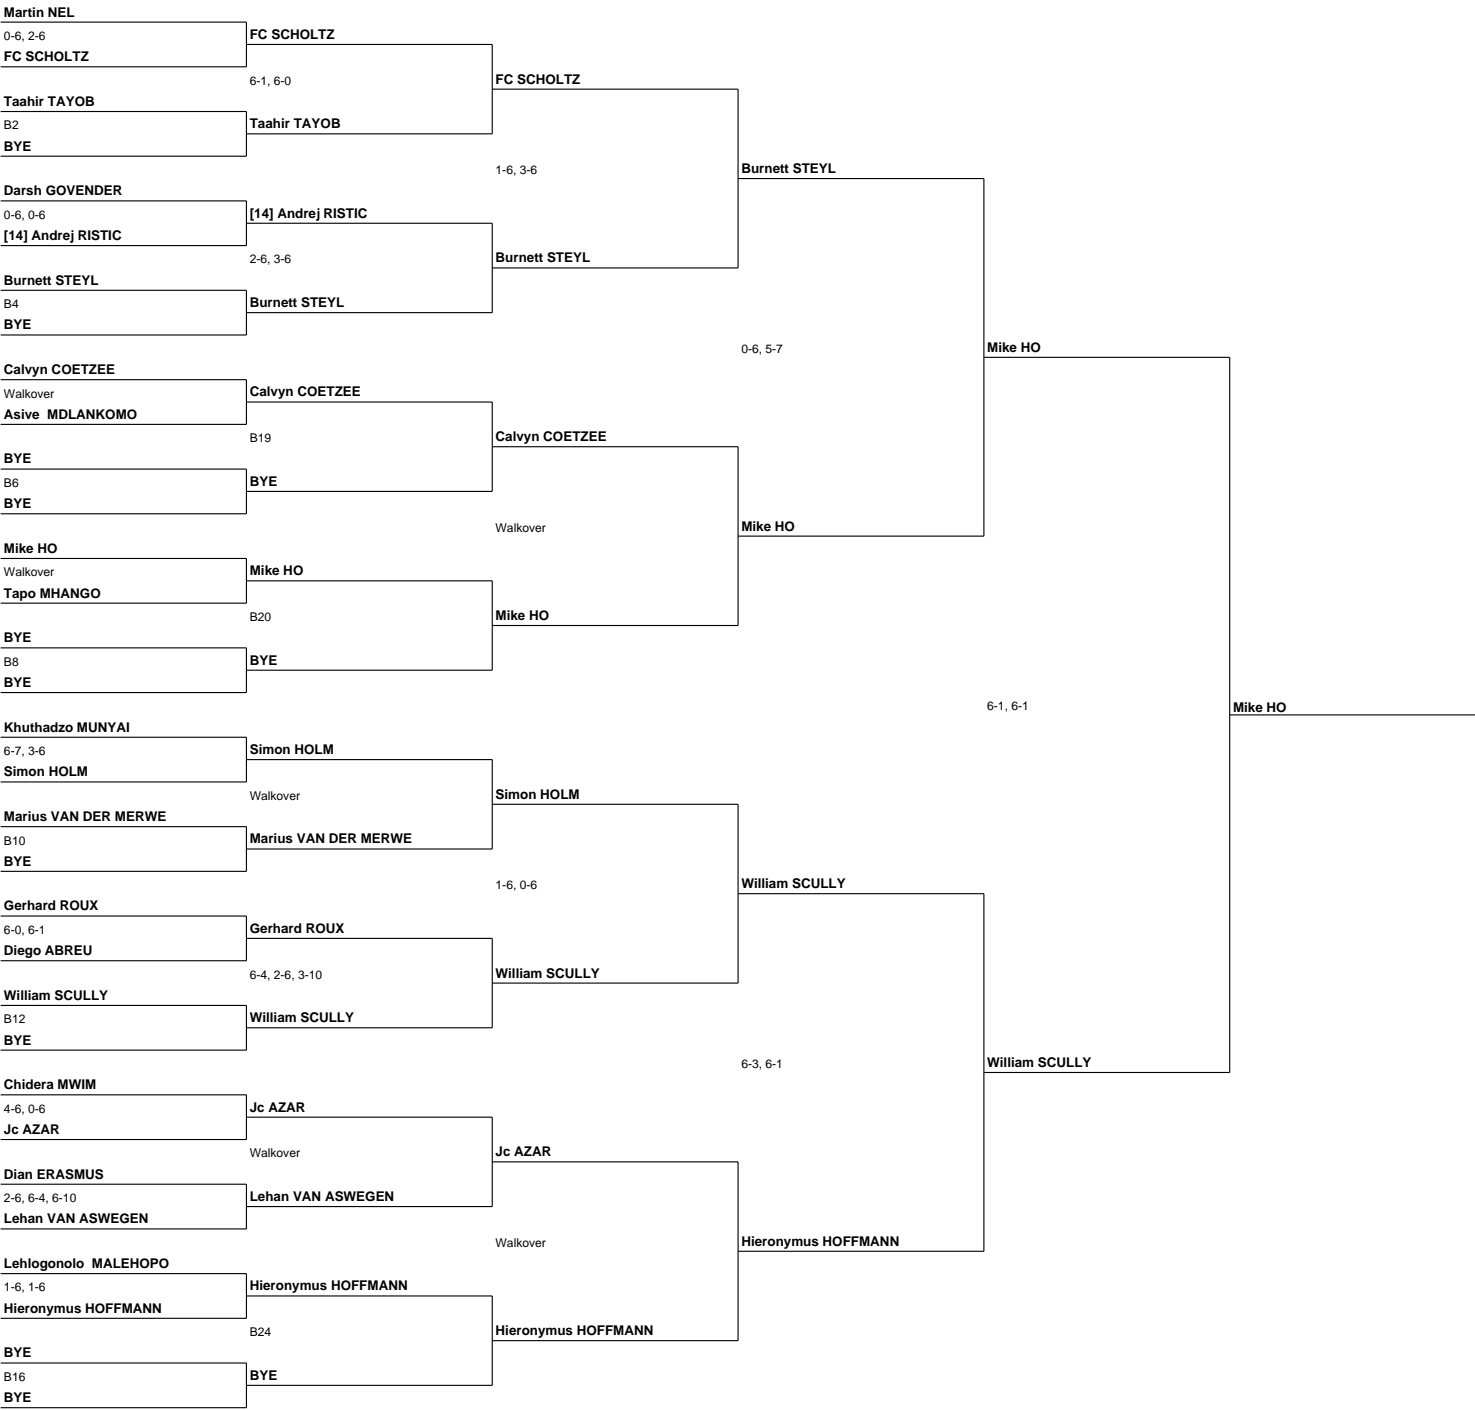 Martin NEL
0-6, 2-6
FC SCHOLTZ
Taahir TAYOB
B2
BYE
Darsh GOVENDER
0-6, 0-6
[14] Andrej RISTIC
Burnett STEYL
B4
BYE
Calvyn COETZEE
Walkover
Asive  MDLANKOMO
BYE
B6
BYE
Mike HO
Walkover
Tapo MHANGO
BYE
B8
BYE
Khuthadzo MUNYAI
6-7, 3-6
Simon HOLM
Marius VAN DER MERWE
B10
BYE
Gerhard ROUX
6-0, 6-1
Diego ABREU
William SCULLY
B12
BYE
Chidera MWIM
4-6, 0-6
Jc AZAR
Dian ERASMUS
2-6, 6-4, 6-10
Lehan VAN ASWEGEN
Lehlogonolo  MALEHOPO
1-6, 1-6
Hieronymus HOFFMANN
BYE
B16
BYE
FC SCHOLTZ
6-1, 6-0
Taahir TAYOB
[14] Andrej RISTIC
2-6, 3-6
Burnett STEYL
Calvyn COETZEE
B19
BYE
Mike HO
B20
BYE
Simon HOLM
Walkover
Marius VAN DER MERWE
Gerhard ROUX
6-4, 2-6, 3-10
William SCULLY
Jc AZAR
Walkover
Lehan VAN ASWEGEN
Hieronymus HOFFMANN
B24
BYE
FC SCHOLTZ
1-6, 3-6
Burnett STEYL
Calvyn COETZEE
Walkover
Mike HO
Simon HOLM
1-6, 0-6
William SCULLY
Jc AZAR
Walkover
Hieronymus HOFFMANN
Burnett STEYL
0-6, 5-7
Mike HO
William SCULLY
6-3, 6-1
Hieronymus HOFFMANN
Mike HO
6-1, 6-1
William SCULLY
Mike HO